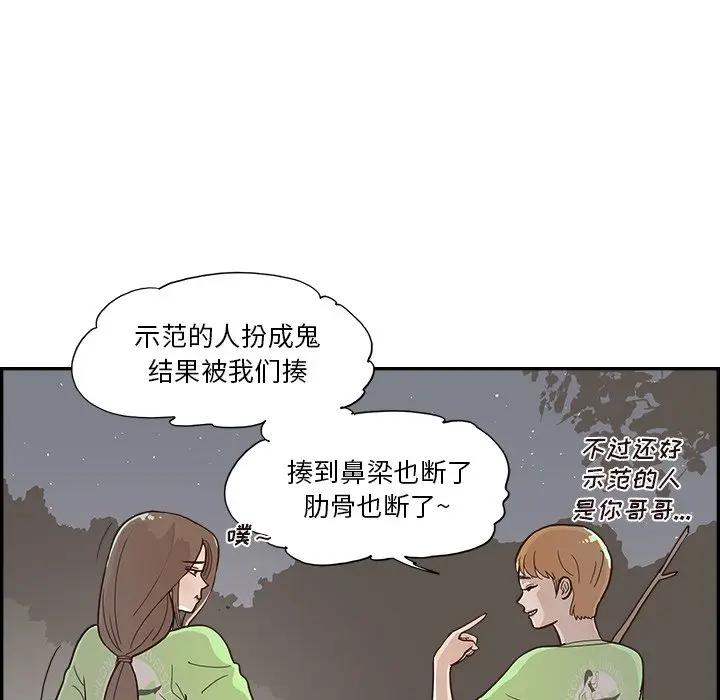 示范的人扮成鬼
结果被我们揍
揍到鼻梁也断了
肋骨也断了~
噗~
不过还好
示范的人
是你哥哥...